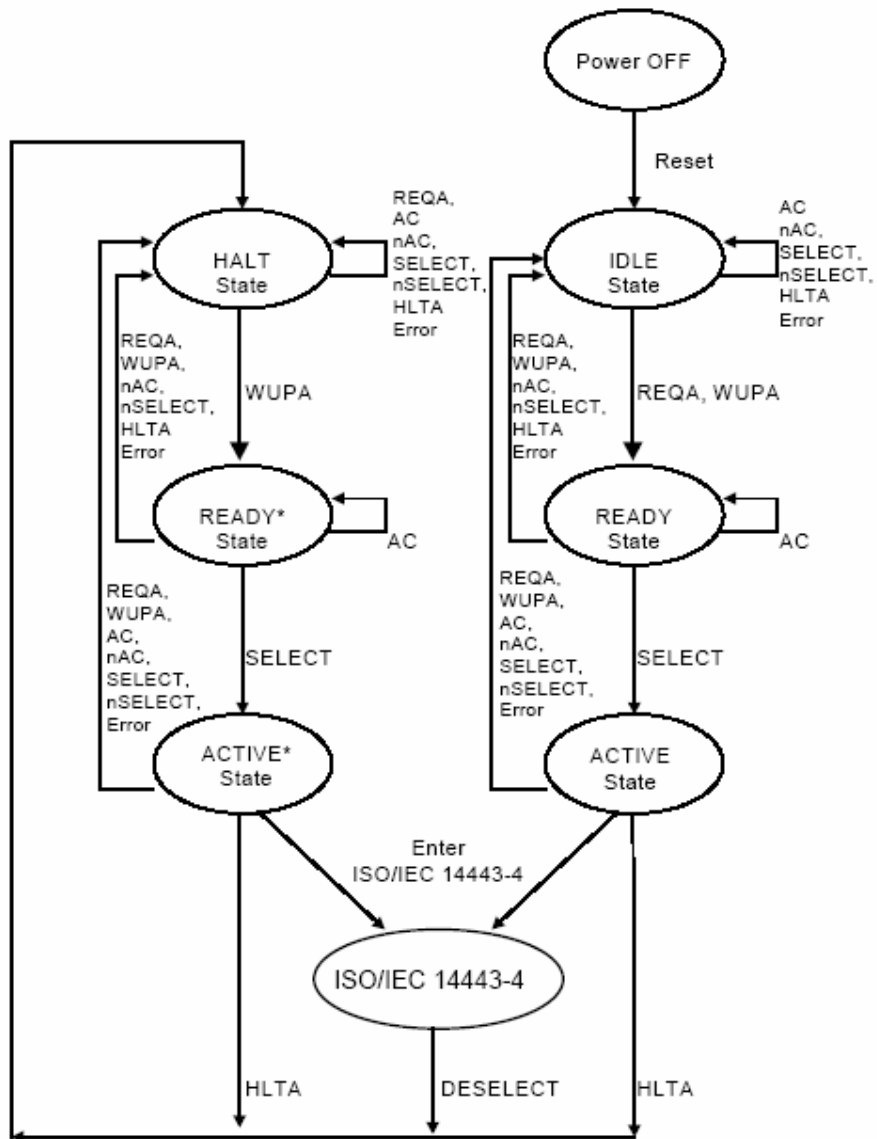 Power OFF
Reset
HALT
State
REQA,
AC
nAC,
SELECT,
nSELECT,
HLTA
Error
IDLE
State
AC
nAC,
SELECT,
nSELECT,
HLTA
Error
REQA,
WUPA,
nAC,
nSELECT,
HLTA
Error
WUPA
REQA,
WUPA,
nAC,
nSELECT,
HLTA
Error
REQA, WUPA
READY*
State
AC
READY
State
AC
REQA,
WUPA,
AC,
nAC,
SELECT,
nSELECT,
Error
SELECT
REQA,
WUPA,
AC,
nAC,
SELECT,
nSELECT,
Error
SELECT
ACTIVE*
State
ACTIVE
State
Enter
ISO/IEC 14443-4
ISO/IEC 14443-4
HLTA
DESELECT
HLTA